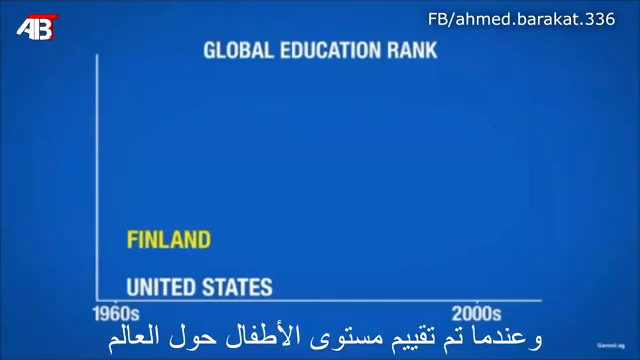 ABT
FB/ahmed.barakat.336
GLOBAL EDUCATION RANK
FINLAND
UNITED STATES
1960s
2000s
وعندما تم تقييم مستوى الأطفال حول العالم